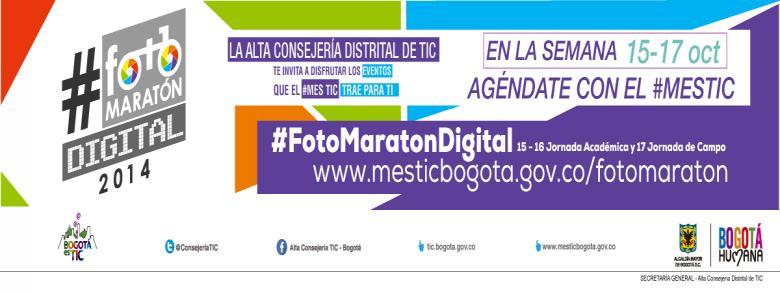 #foto
MARATÓN
DIGITAL
2014
LA ALTA CONSEJERÍA DISTRITAL DE TIC
TE INVITA A DISFRUTAR LOS EVENTOS
QUE EL #MES TIC TRAE PARA TI
EN LA SEMANA 15-17 oct
AGÉNDATE CON EL #MESTIC
#FotoMaratonDigital 15 - 16 Jornada Académica y 17 Jornada de Campo
www.mesticbogota.gov.co/fotomaraton
BOGOTÁ
es TIC
@ConsejeriaTIC
Alta Consejería TIC - Bogotá
tic.bogota.gov.co
www.mesticbogota.gov.co
ALCALDÍA MAYOR
DE BOGOTÁ D.C.
BOGOTÁ
HUMANA
SECRETARÍA GENERAL - Alta Consejería Distrital de TIC